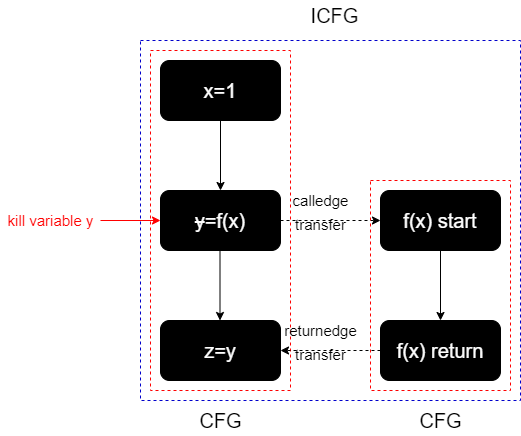 ICFG
x=1
kill variable y
y=f(x)
calledge
transfer
f(x) start
z=y
returnedge
transfer
f(x) return
CFG
CFG